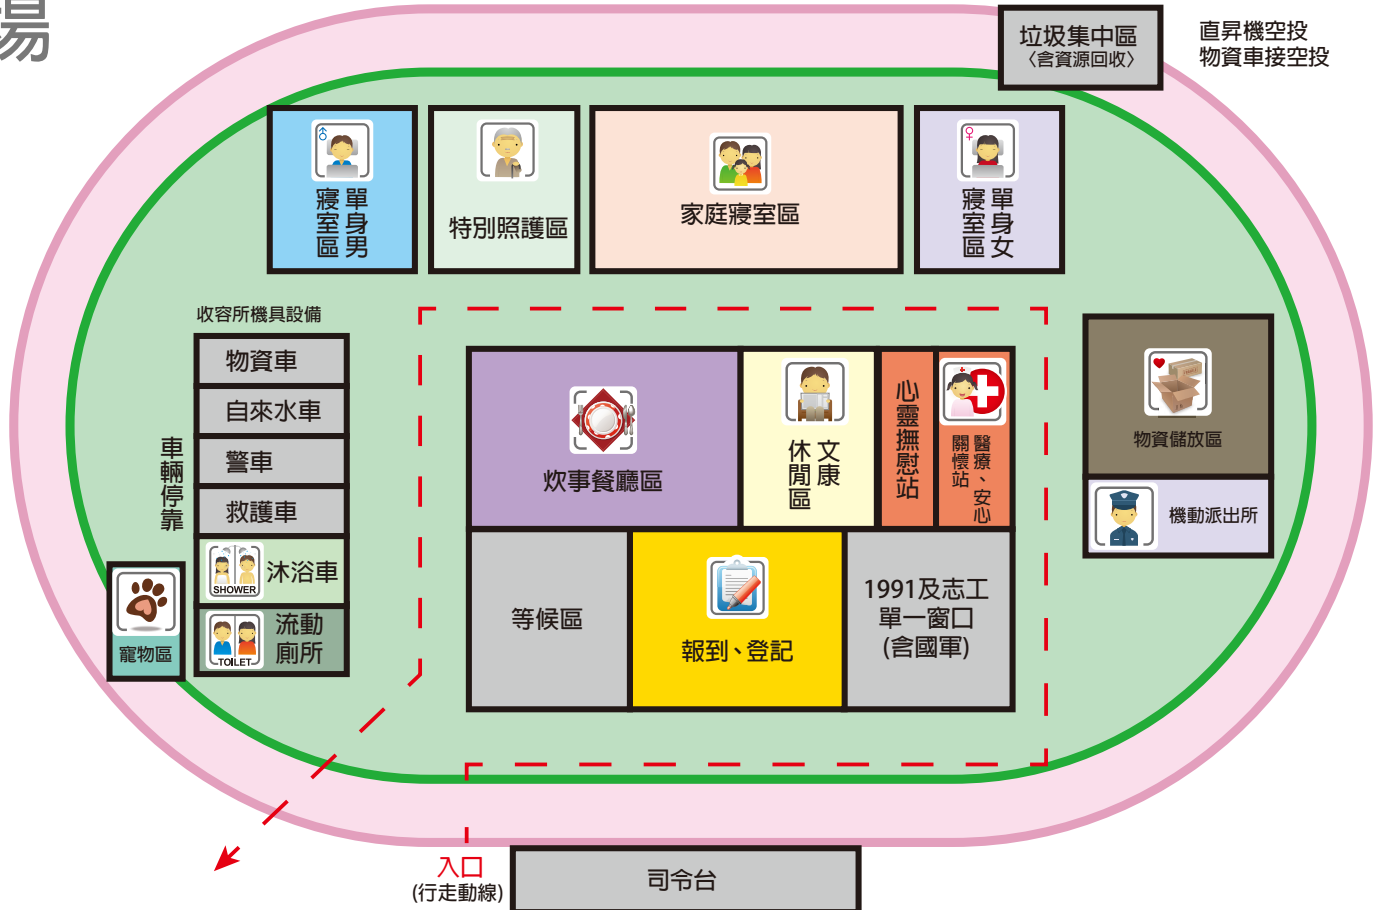 場
垃圾集中區
〈含資源回收〉
直昇機空投
物資車接空投
單身男
寢室區
特別照護區
家庭寢室區
單身女
寢室區
收容所機具設備
物資車
自來水車
警車
救護車
SHOWER
沐浴車
TOILET
流動
廁所
車輛停靠
寵物區
炊事餐廳區
文康
休閒區
心靈撫慰站
醫療、安心
關懷站
物資儲放區
機動派出所
等候區
報到、登記
1991及志工
單一窗口
(含國軍)
入口
(行走動線)
司令台